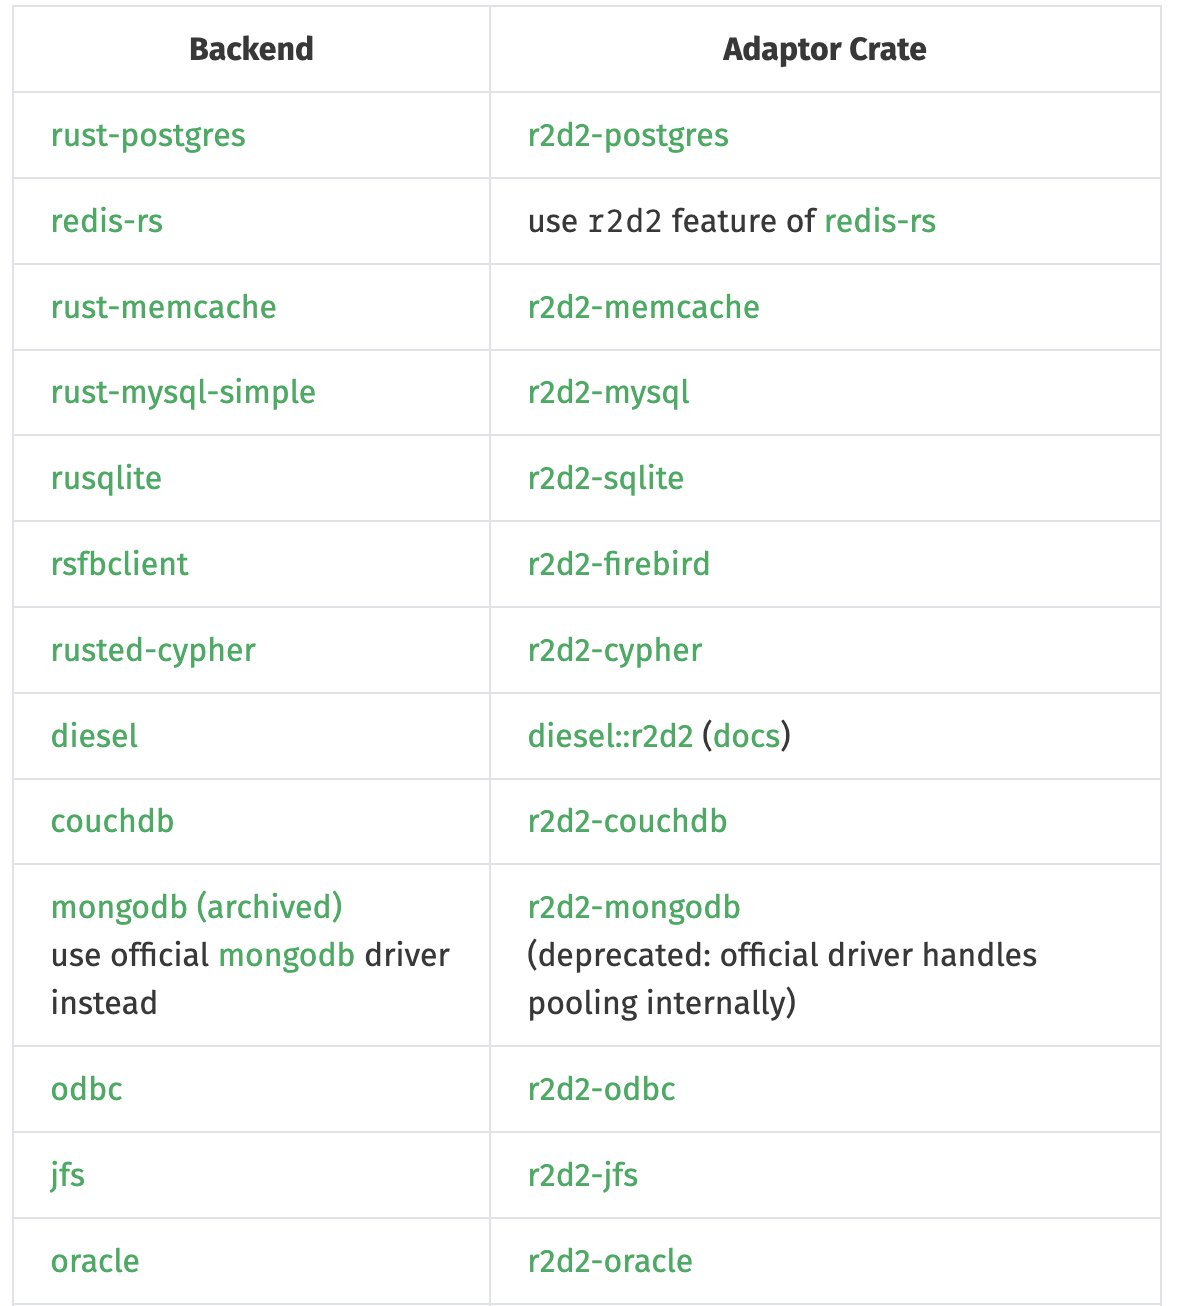 Backend Adaptor Crate
rust-postgres r2d2-postgres
redis-rs use r2d2 feature of redis-rs
rust-memcache r2d2-memcache
rust-mysql-simple r2d2-mysql
rusqlite r2d2-sqlite
rsfbclient r2d2-firebird
rusted-cypher r2d2-cypher
diesel diesel::r2d2 (docs)
couchdb r2d2-couchdb
mongodb (archived)
use official mongodb driver
instead
r2d2-mongodb
(deprecated: official driver handles
pooling internally)
odbc r2d2-odbc
jfs r2d2-jfs
oracle r2d2-oracle